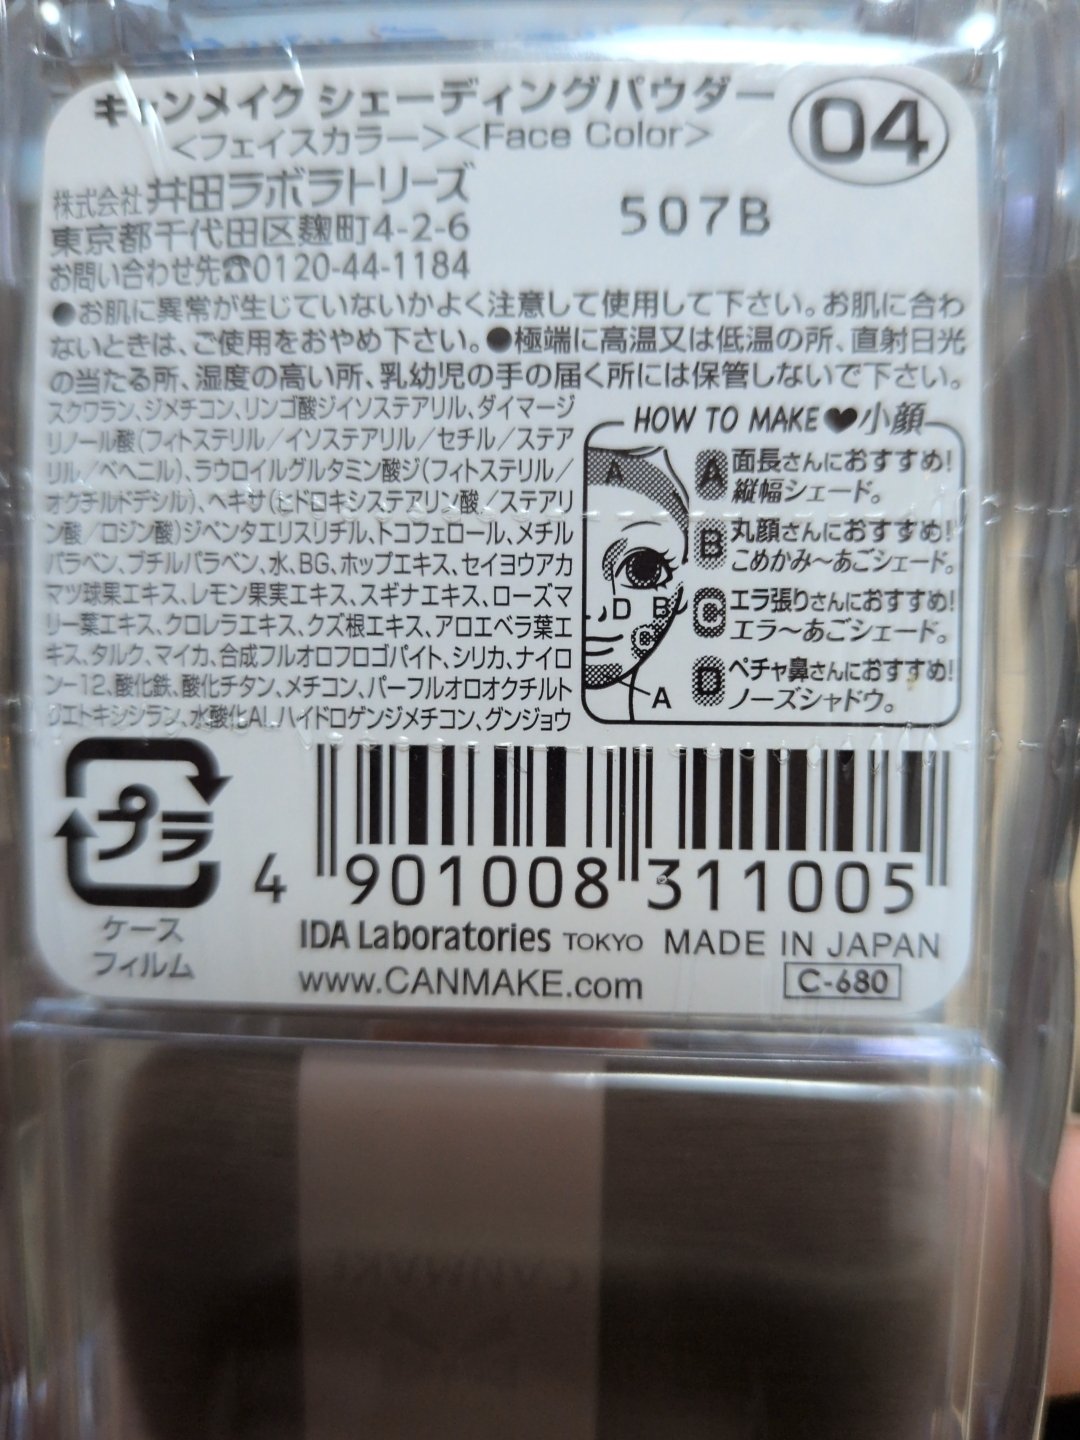 キャンメイク シェーディングパウダー
<フェイスカラー><Face Color>
04
株式会社 井田ラボラトリーズ
東京都千代田区麹町4-2-6
お問い合わせ先☎0120-44-1184
507B
●お肌に異常が生じていないかよく注意して使用して下さい。お肌に合わ
ないときは、ご使用をおやめ下さい。●極端に高温又は低温の所、直射日光
の当たる所、湿度の高い所、乳幼児の手の届く所には保管しないで下さい。
スクワラン、ジメチコン、リンゴ酸ジイソステアリル、ダイマージ
リノール酸(フィトステリル/イソステアリル/セチル/ステア
リル/ベヘニル)、ラウロイルグルタミン酸ジ(フィトステリル/
オクチルドデシル)、ヘキサ(ヒドロキシステアリン酸/ステアリ
ン酸/ロジン酸)ジペンタエリスリチル、トコフェロール、メチル
パラベン、ブチルパラベン、水、BG、ホップエキス、セイヨウアカ
マツ球果エキス、レモン果実エキス、スギナエキス、ローズマ
リー葉エキス、クロレラエキス、クズ根エキス、アロエベラ葉エ
キス、タルク、マイカ、合成フルオロフロゴパイト、シリカ、ナイロ
ン-12、酸化鉄、酸化チタン、メチコン、パーフルオロオクチルト
リエトキシシラン、水酸化Al、ハイドロゲンジメチコン、グンジョウ
HOW TO MAKE♥小顔
A 面長さんにおすすめ!
縦幅シェード。
B 丸顔さんにおすすめ!
こめかみ〜あごシェード。
C エラ張りさんにおすすめ!
エラ〜あごシェード。
D ペチャ鼻さんにおすすめ!
ノーズシャドウ。
A
D B
C
A
プラ
ケース
フィルム
4 901008 311005
IDA Laboratories TOKYO MADE IN JAPAN
www.CANMAKE.com
C-680